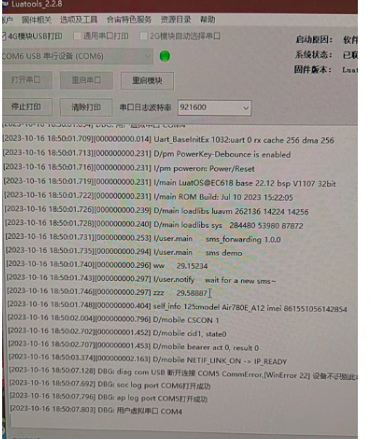 Luatools_2.2.8
账户 固件相关 选项及工具 合宙特色服务 资源目录 帮助
4G模块USB打印 通用串口打印 2G模块自动选择串口
启动原因： 软件
COM6 USB 串行设备 (COM6)
系统状态： 已联
固件版本： Luat
打开串口 重启串口 重启模块
停止打印 清除打印 串口日志波特率 921600
[2023-10-16 18:50:01.709][000000000.014] Uart_BaseInitEx 1032:uart 0 rx cache 256 dma 256
[2023-10-16 18:50:01.713][000000000.231] D/pm PowerKey-Debounce is enabled
[2023-10-16 18:50:01.716][000000000.231] I/pm poweron: Power/Reset
[2023-10-16 18:50:01.722][000000000.231] I/main LuatOS@EC618 base 22.12 bsp V1107 32bit
[2023-10-16 18:50:01.722][000000000.231] I/main ROM Build: Jul 10 2023 15:22:05
[2023-10-16 18:50:01.726][000000000.239] D/main loadlibs luavm 262136 14224 14256
[2023-10-16 18:50:01.728][000000000.240] D/main loadlibs sys 284480 53980 87872
[2023-10-16 18:50:01.731][000000000.253] I/user.main sms_forwarding 1.0.0
[2023-10-16 18:50:01.735][000000000.294] I/user.main sms demo
[2023-10-16 18:50:01.740][000000000.296] ww 29.15234
[2023-10-16 18:50:01.743][000000000.297] I/user.notify wait for a new sms~
[2023-10-16 18:50:01.746][000000000.297] zzz 29.58887
[2023-10-16 18:50:01.748][000000000.404] self_info 125:model Air780E_A12 imei 861551056142854
[2023-10-16 18:50:02.004][000000000.796] D/mobile CSCON 1
[2023-10-16 18:50:02.702][000000001.452] D/mobile cid1, state0
[2023-10-16 18:50:02.707][000000001.453] D/mobile bearer act 0, result 0
[2023-10-16 18:50:03.374][000000002.163] D/mobile NETIF_LINK_ON -> IP_READY
[2023-10-16 18:50:07.128] DBG: diag com USB 断开连接 COM5 CommError,[WinError 22] 设备不识别此命
[2023-10-16 18:50:07.692] DBG: soc log port COM6打开成功
[2023-10-16 18:50:07.796] DBG: ap log port COM5打开成功
[2023-10-16 18:50:07.803] DBG: 用户虚拟串口 COM4